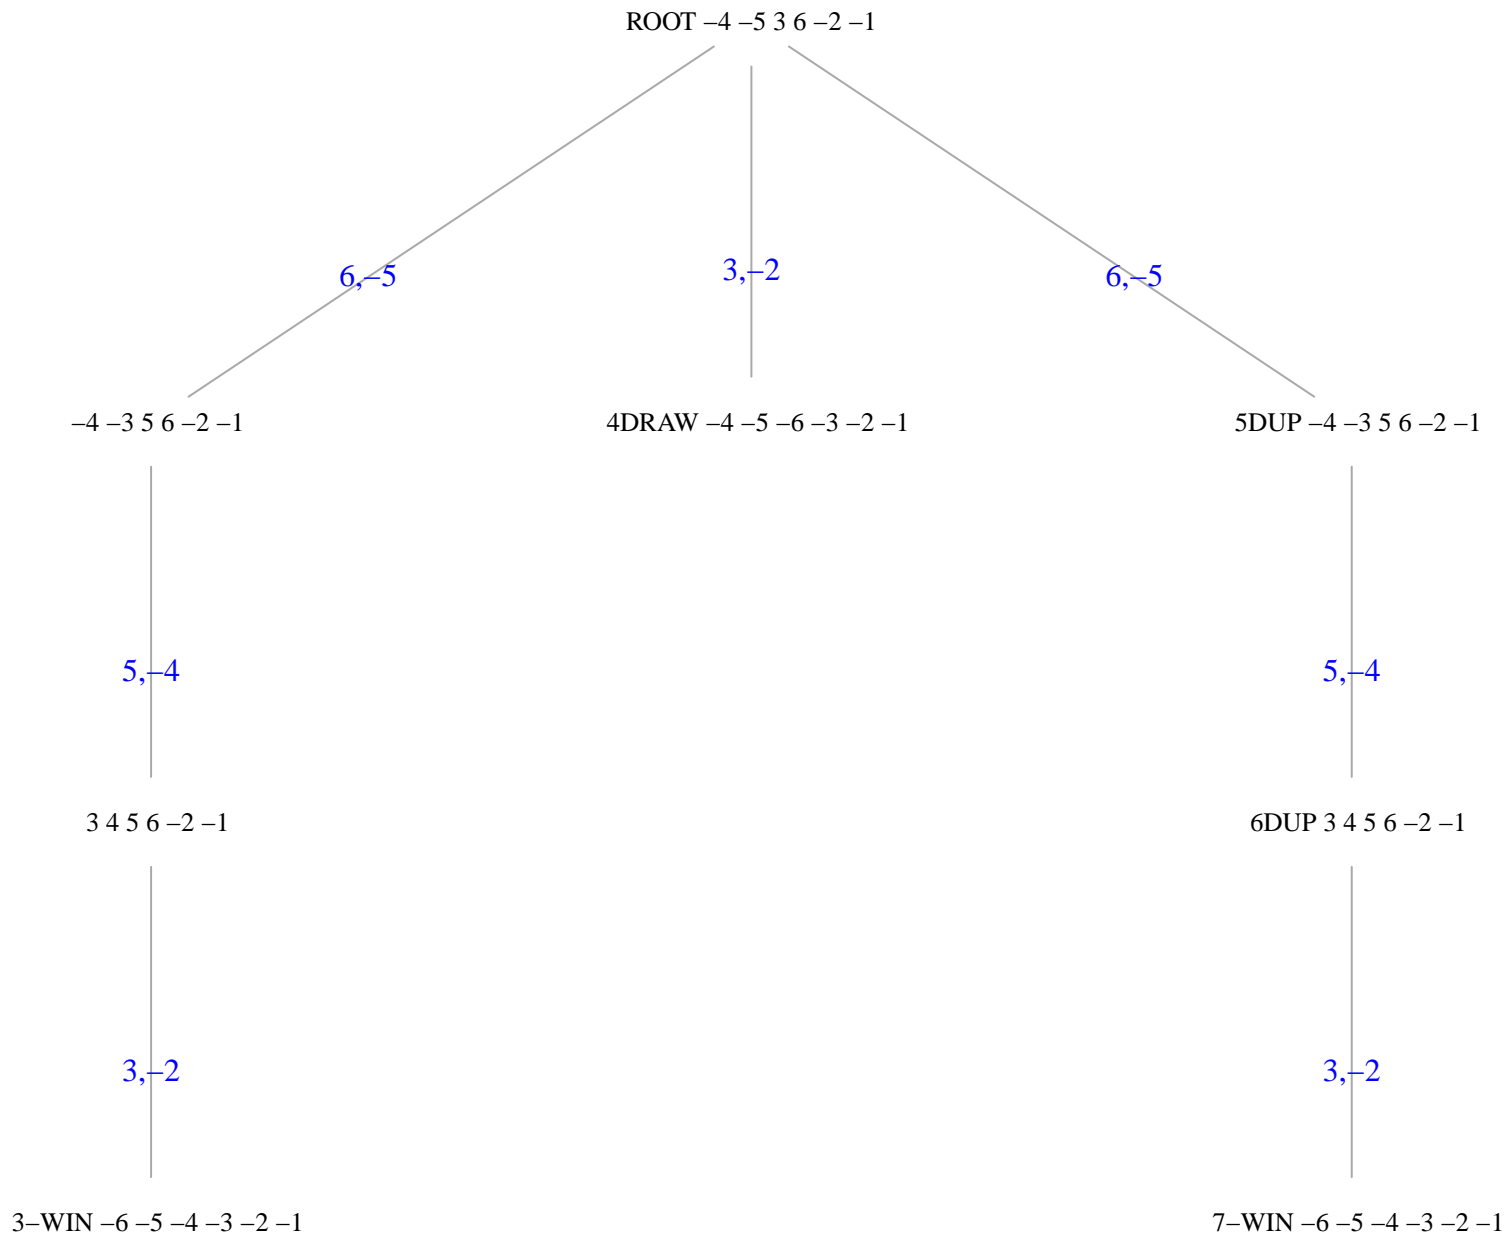 ROOT –4 –5 3 6 –2 –1
6,–5
3,–2
6,–5
–4 –3 5 6 –2 –1
4DRAW –4 –5 –6 –3 –2 –1
5DUP –4 –3 5 6 –2 –1
5,–4
5,–4
3 4 5 6 –2 –1
6DUP 3 4 5 6 –2 –1
3,–2
3,–2
3–WIN –6 –5 –4 –3 –2 –1
7–WIN –6 –5 –4 –3 –2 –1